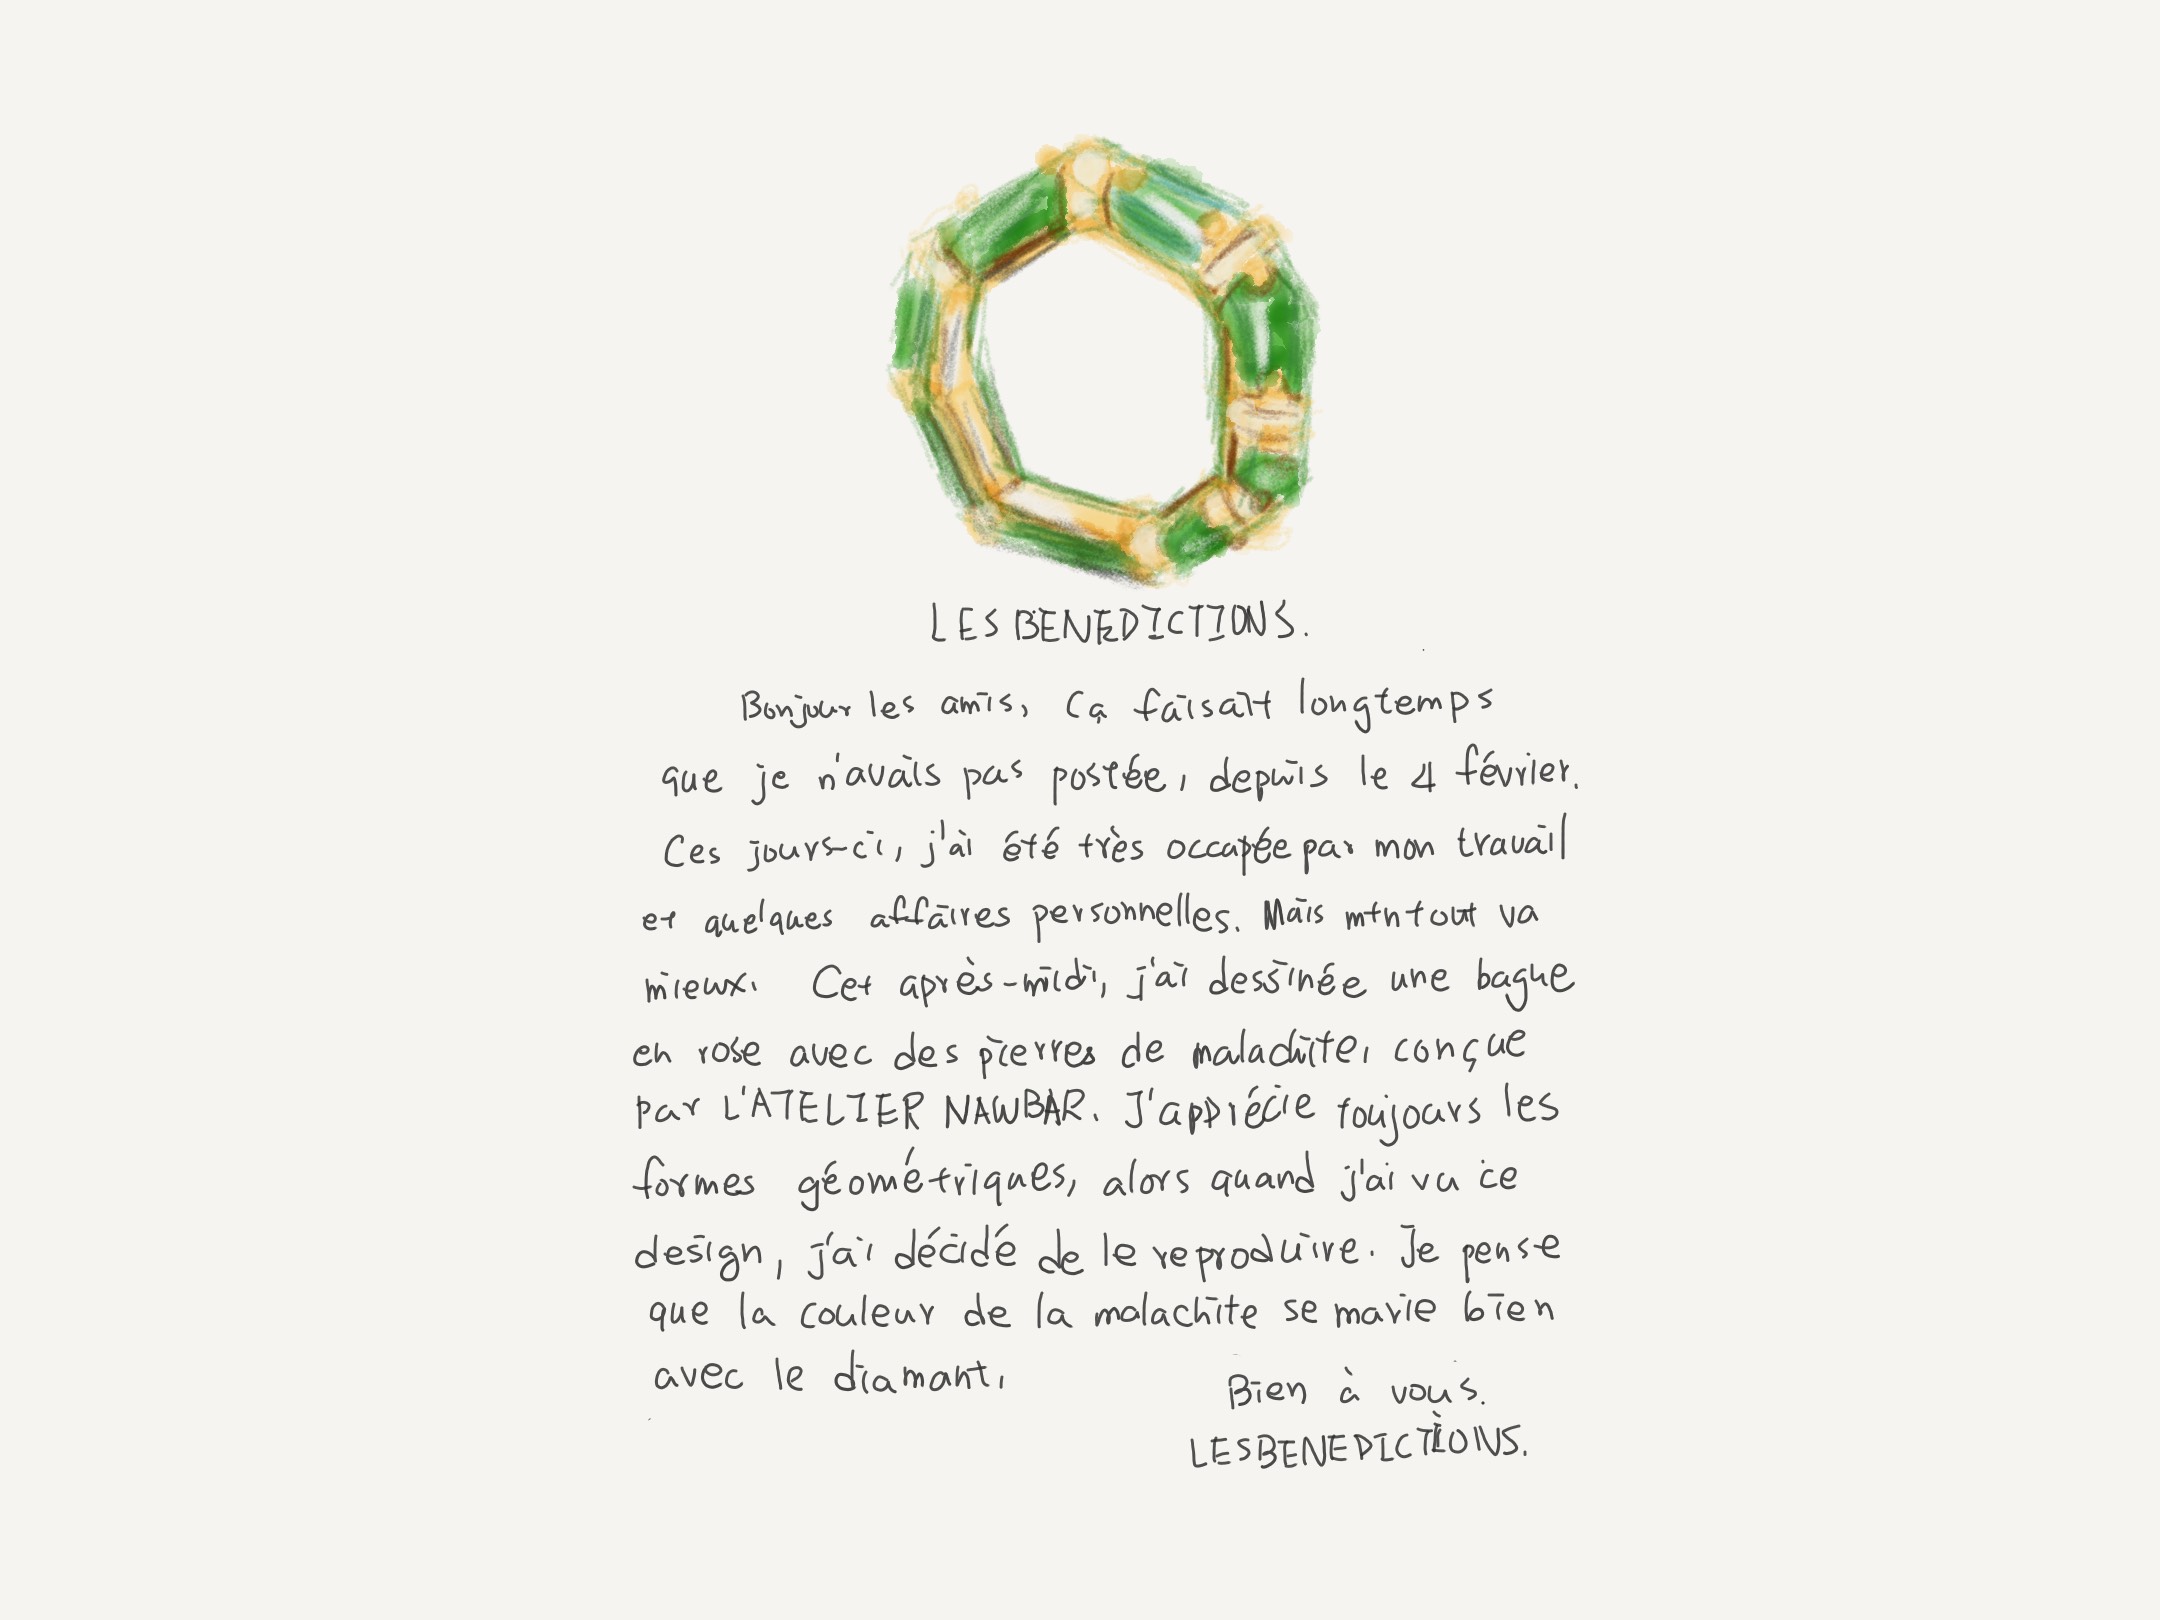 LES BENEDICTIONS.
Bonjour les amis, Ça faisait longtemps
que je n'avais pas postée, depuis le 4 février.
Ces jours-ci, j'ai été très occupée par mon travail
et quelques affaires personnelles. Mais mtn tout va
mieux. Cet après-midi, j'ai dessinée une bague
en rose avec des pierres de maladiite, conçue
par L'ATELIER NAWBAR. J'apprécie toujours les
formes géométriques, alors quand j'ai vu ce
design, j'ai décidé de le reproduire. Je pense
que la couleur de la malachite se marie bien
avec le diamant,
Bien à vous.
LESBENEDICTIONS.